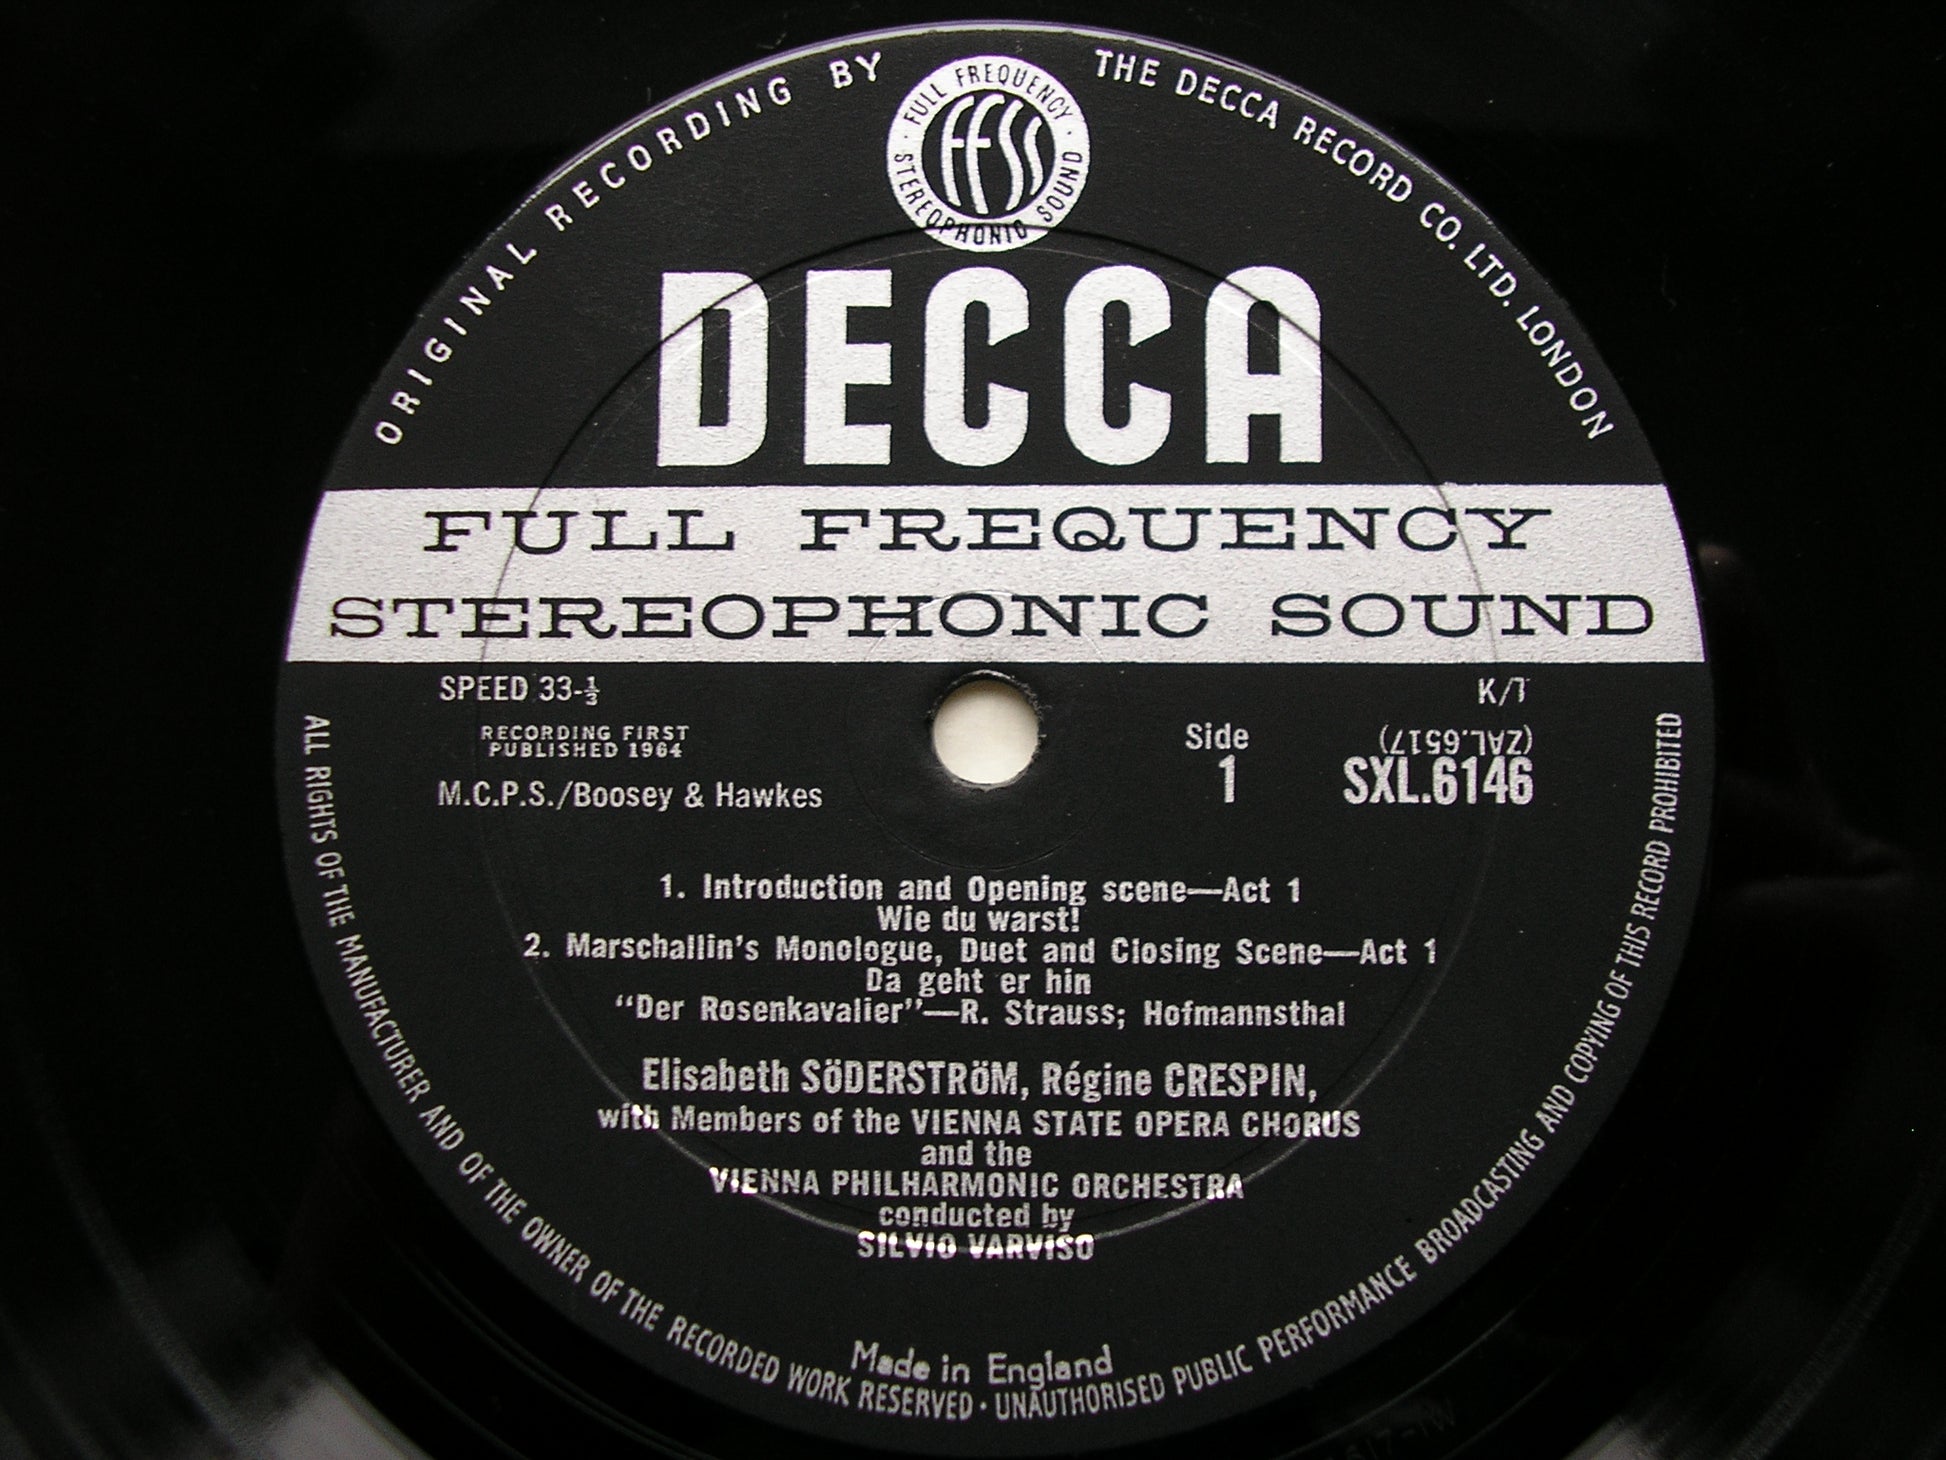 ORIGINAL RECORDING BY
THE DECCA RECORD CO. LTD. LONDON
FULL FREQUENCY
STEREOPHONIC SOUND
FFSS
DECCA
FULL FREQUENCY
STEREOPHONIC SOUND
SPEED 33-⅓
K/T
RECORDING FIRST
PUBLISHED 1964
Side
(ZAL.6517)
1
SXL.6146
M.C.P.S./Boosey & Hawkes
1. Introduction and Opening scene—Act 1
Wie du warst!
2. Marschallin's Monologue, Duet and Closing Scene—Act 1
Da geht er hin
"Der Rosenkavalier"—R. Strauss; Hofmannsthal
Elisabeth SÖDERSTRÖM, Régine CRESPIN,
with Members of the VIENNA STATE OPERA CHORUS
and the
VIENNA PHILHARMONIC ORCHESTRA
conducted by
SILVIO VARVISO
Made in England
ALL RIGHTS OF THE MANUFACTURER AND OF THE OWNER OF THE RECORDED WORK RESERVED · UNAUTHORISED PUBLIC PERFORMANCE BROADCASTING AND COPYING OF THIS RECORD PROHIBITED